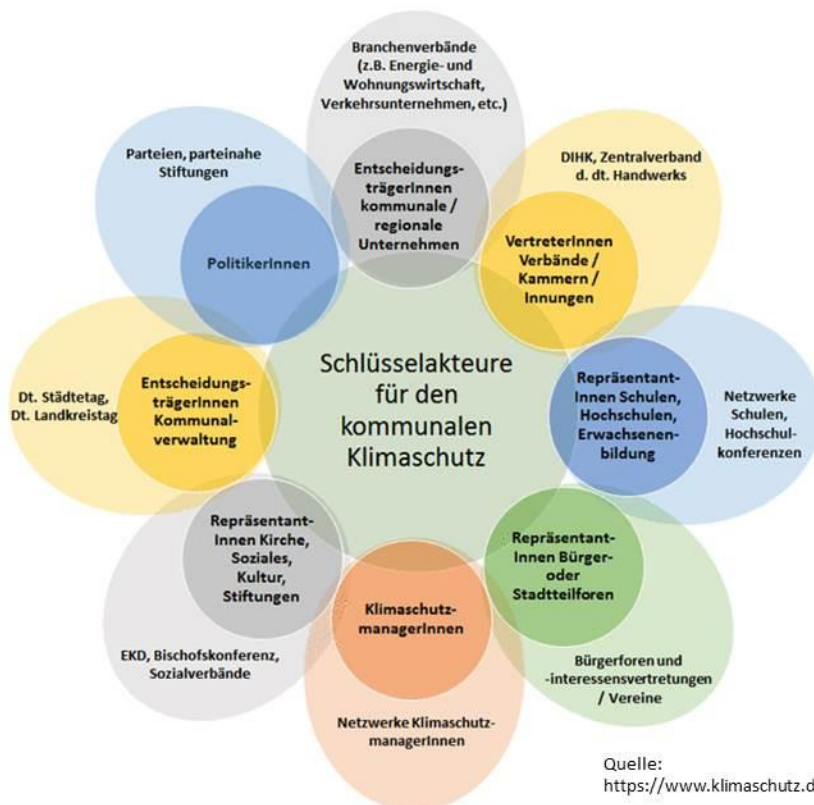 Branchenverbände
(z.B. Energie- und
Wohnungswirtschaft,
Verkehrsunternehmen, etc.)
Entscheidungs-
trägerInnen
kommunale /
regionale
Unternehmen
DIHK, Zentralverband
d. dt. Handwerks
VertreterInnen
Verbände /
Kammern /
Innungen
Netzwerke
Schulen,
Hochschul-
konferenzen
Repräsentant-
Innen Schulen,
Hochschulen,
Erwachsenen-
bildung
Bürgerforen und
-interessensvertretungen
/ Vereine
Repräsentant-
Innen Bürger-
oder
Stadtteilforen
Netzwerke Klimaschutz-
managerInnen
Klimaschutz-
managerInnen
EKD, Bischofskonferenz,
Sozialverbände
Repräsentant-
Innen Kirche,
Soziales,
Kultur,
Stiftungen
Dt. Städtetag,
Dt. Landkreistag
Entscheidungs-
trägerInnen
Kommunal-
verwaltung
Parteien, parteinahe
Stiftungen
PolitikerInnen
Schlüsselakteure
für den
kommunalen
Klimaschutz
Quelle:
https://www.klimaschutz.d